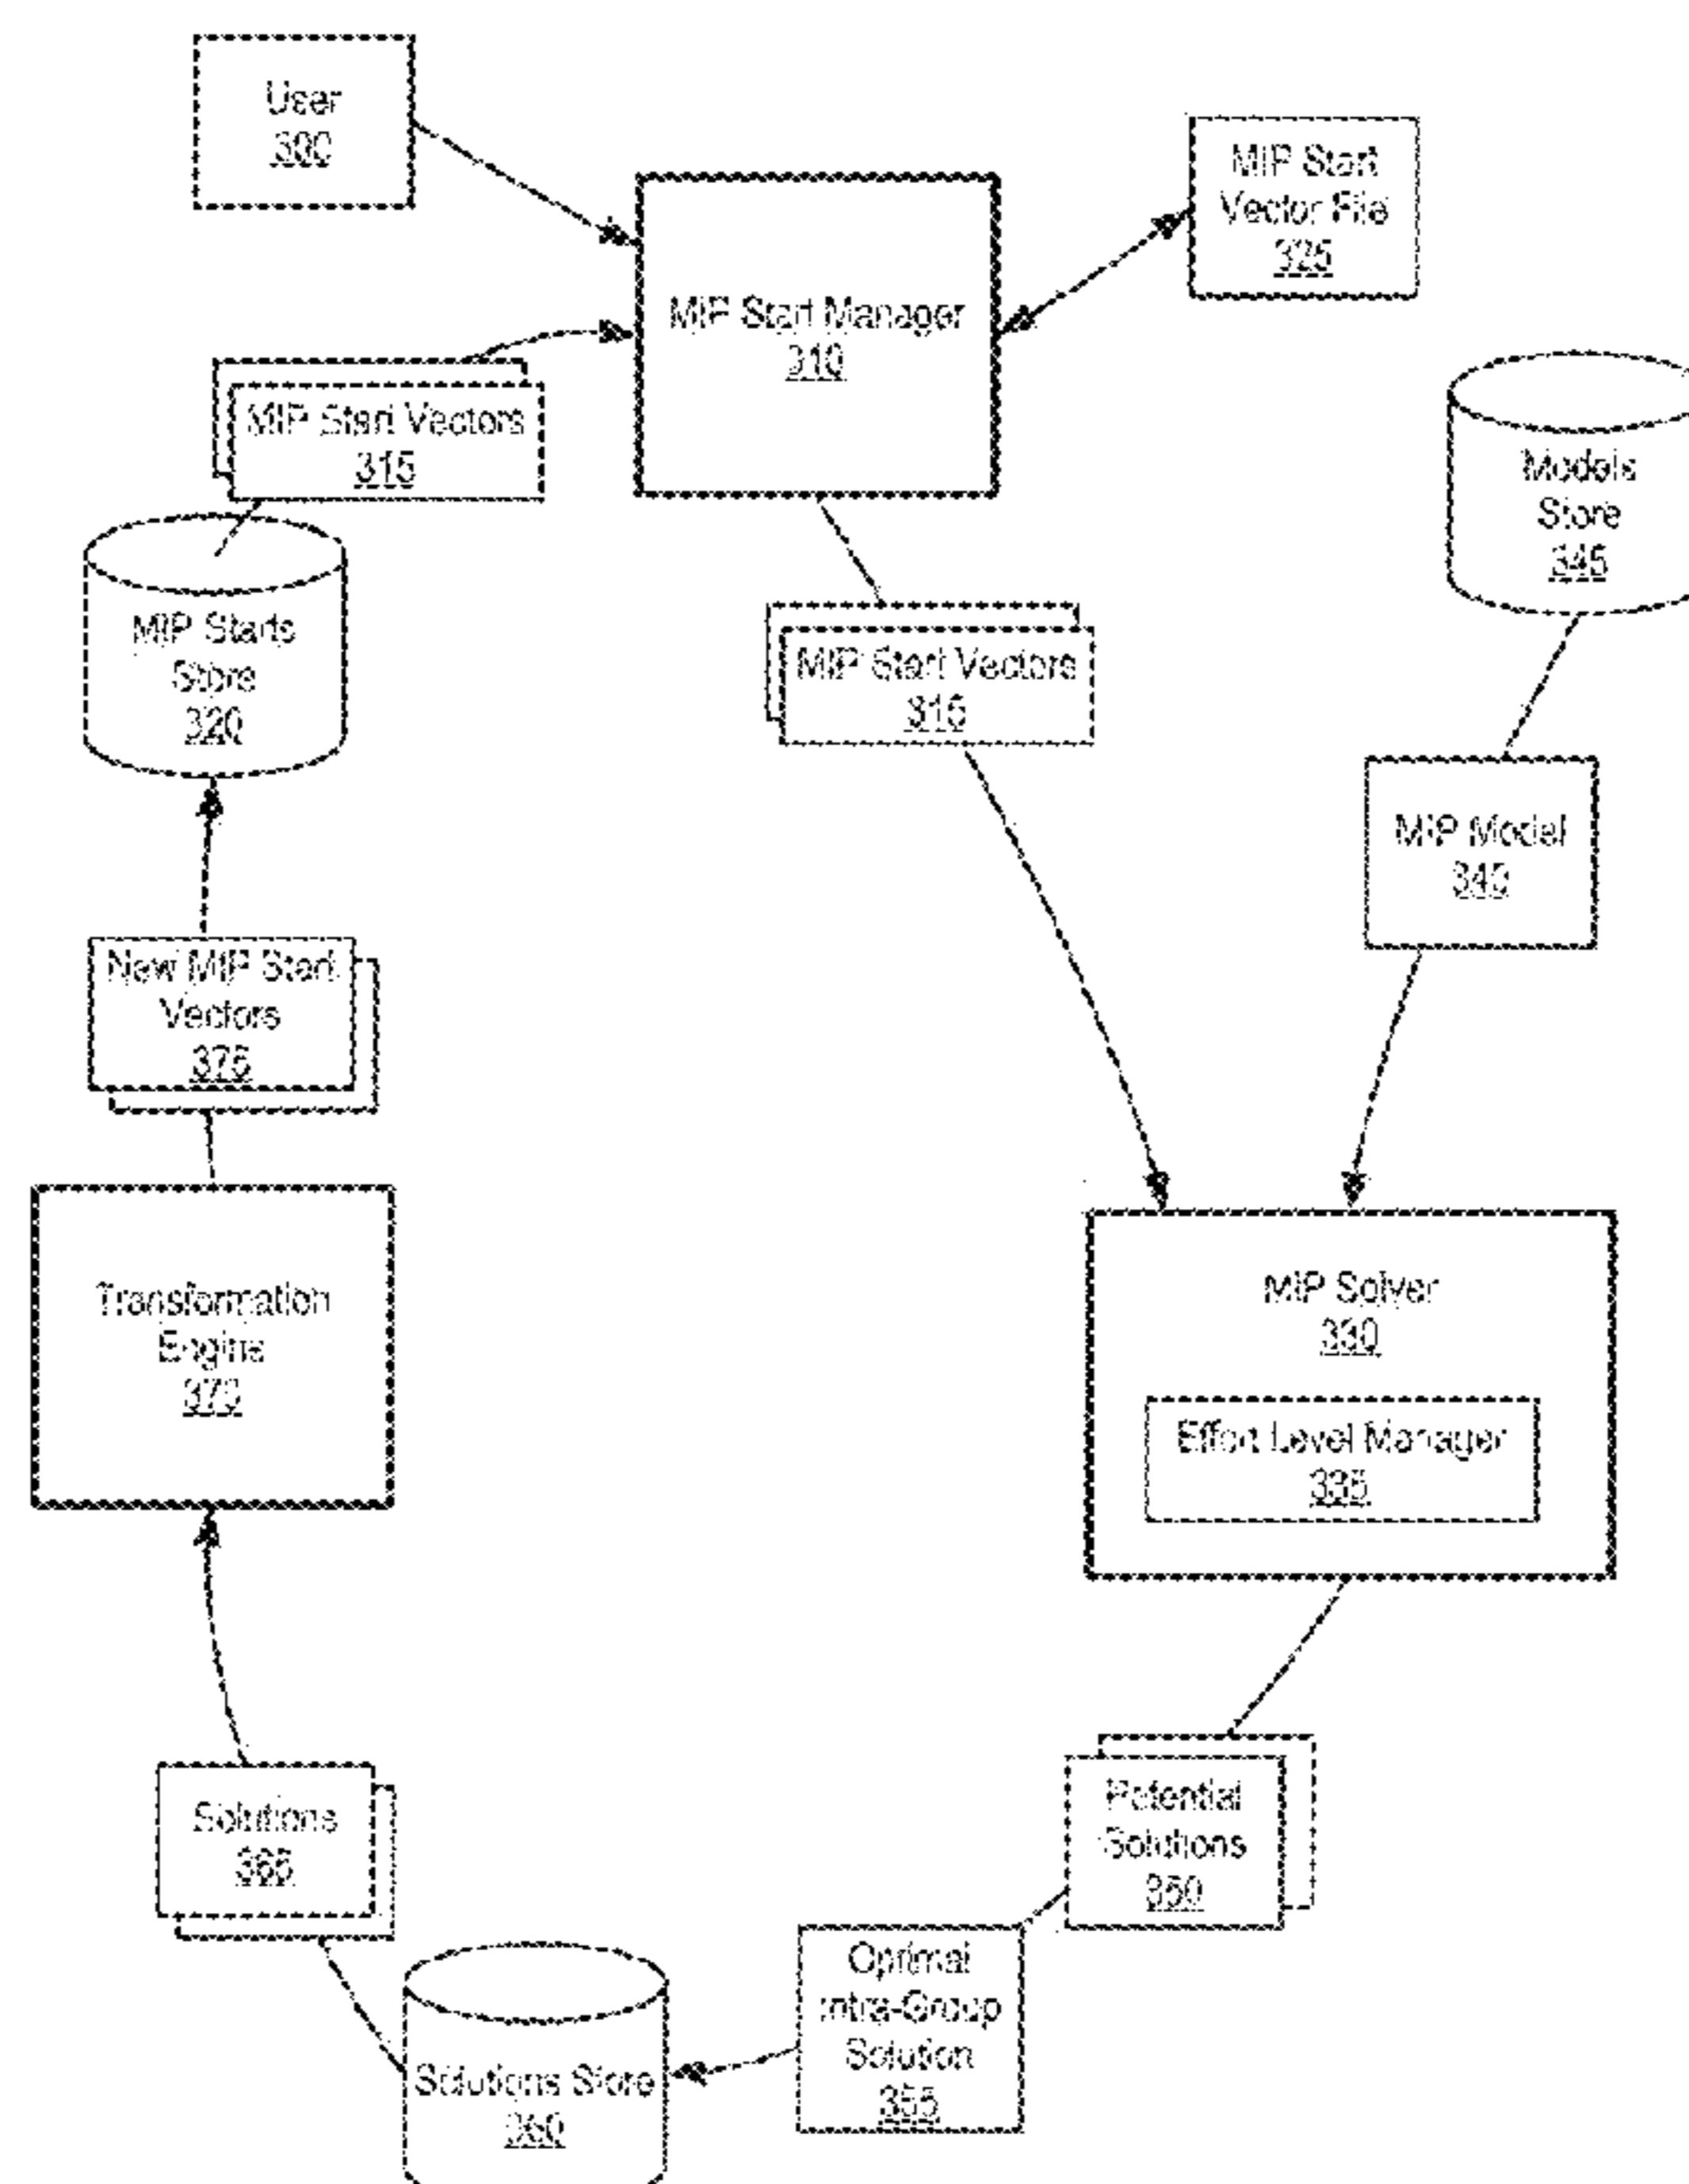 User
300
MIP Start Manager
310
MIP Start
Vector File
325
MIP Start Vectors
315
Models
Store
345
MIP Starts
Store
320
MIP Start Vectors
315
MIP Model
340
New MIP Start
Vectors
375
Transformation
Engine
370
MIP Solver
330
Effort Level Manager
335
Solutions
365
Potential
Solutions
350
Optimal
Intra-Group
Solution
355
Solutions Store
360